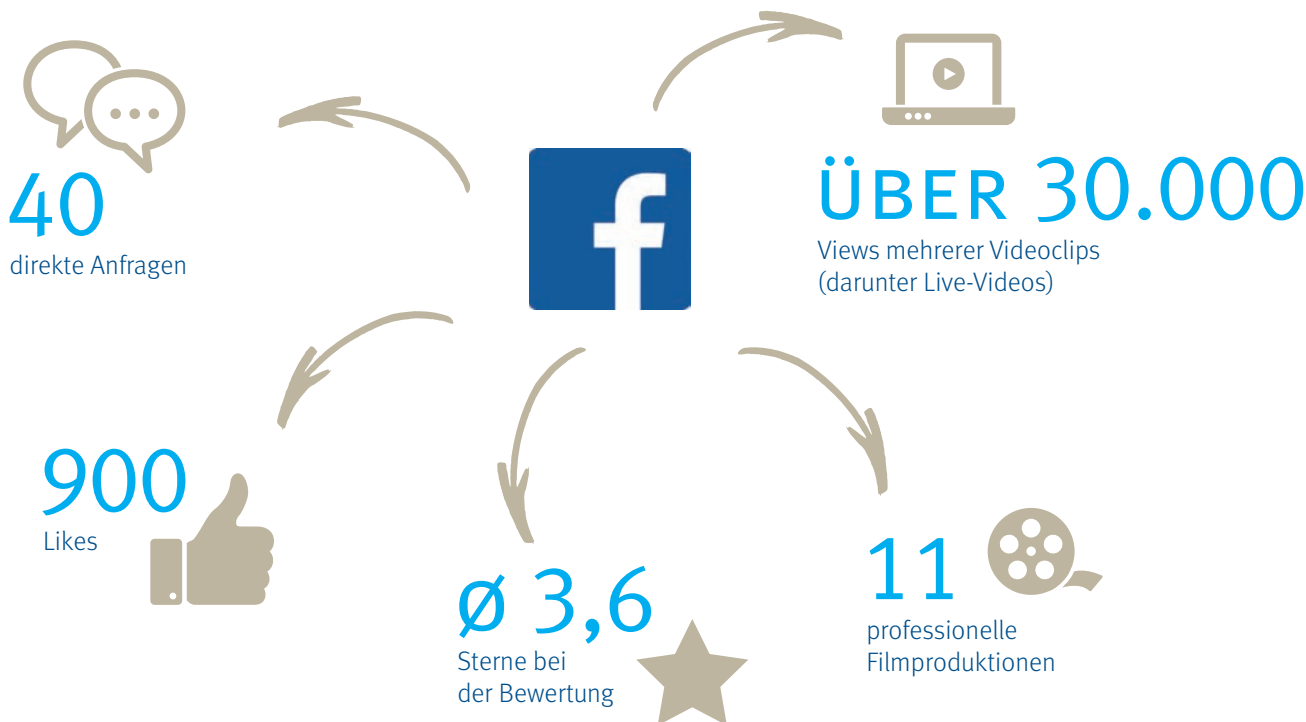 40
direkte Anfragen
ÜBER 30.000
Views mehrerer Videoclips
(darunter Live-Videos)
900
Likes
Ø 3,6
Sterne bei
der Bewertung
11
professionelle
Filmproduktionen